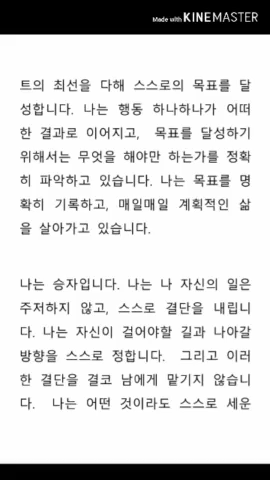 Made with KINEMASTER
트의 최선을 다해 스스로의 목표를 달
성합니다. 나는 행동 하나하나가 어떠
한 결과로 이어지고, 목표를 달성하기
위해서는 무엇을 해야만 하는가를 정확
히 파악하고 있습니다. 나는 목표를 명
확히 기록하고, 매일매일 계획적인 삶
을 살아가고 있습니다.
나는 승자입니다. 나는 나 자신의 일은
주저하지 않고, 스스로 결단을 내립니
다. 나는 자신이 걸어야할 길과 나아갈
방향을 스스로 정합니다. 그리고 이러
한 결단을 결코 남에게 맡기지 않습니
다. 나는 어떤 것이라도 스스로 세운